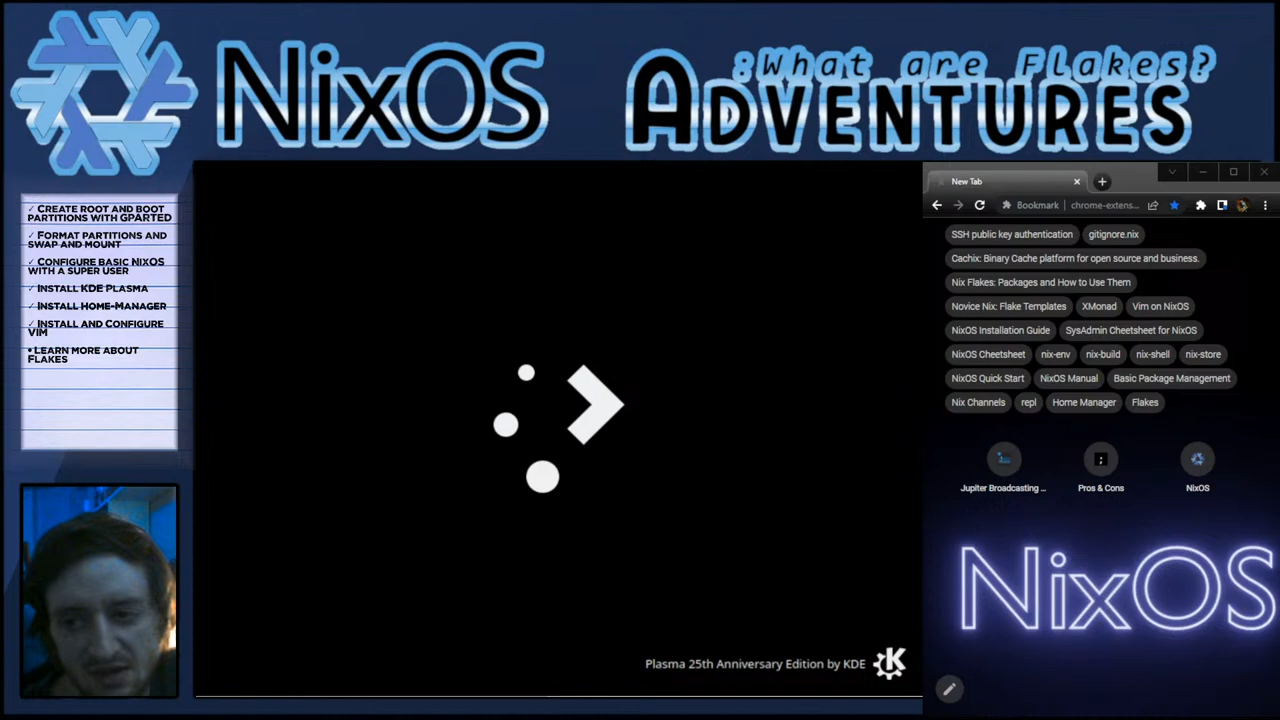 NixOS
:What are Flakes?
ADVENTURES
✓ CREATE ROOT AND BOOT
PARTITIONS WITH GPARTED
✓ FORMAT PARTITIONS AND
SWAP AND MOUNT
✓ CONFIGURE BASIC NIXOS
WITH A SUPER USER
✓ INSTALL KDE PLASMA
✓ INSTALL HOME-MANAGER
✓ INSTALL AND CONFIGURE
VIM
• LEARN MORE ABOUT
FLAKES
Plasma 25th Anniversary Edition by KDE
New Tab
Bookmark chrome-extens...
SSH public key authentication gitignore.nix
Cachix: Binary Cache platform for open source and business.
Nix Flakes: Packages and How to Use Them
Novice Nix: Flake Templates XMonad Vim on NixOS
NixOS Installation Guide SysAdmin Cheetsheet for NixOS
NixOS Cheetsheet nix-env nix-build nix-shell nix-store
NixOS Quick Start NixOS Manual Basic Package Management
Nix Channels repl Home Manager Flakes
Jupiter Broadcasting ... Pros & Cons NixOS
NixOS